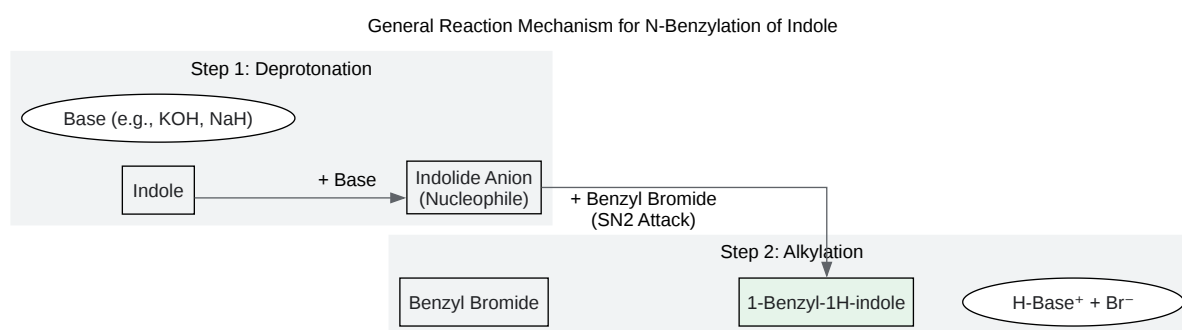 General Reaction Mechanism for N-Benzylation of Indole
Step 1: Deprotonation
Base (e.g., KOH, NaH)
Indole
+ Base
Indolide Anion
(Nucleophile)
+ Benzyl Bromide
(SN2 Attack)
Step 2: Alkylation
Benzyl Bromide
1-Benzyl-1H-indole
H-Base⁺ + Br⁻